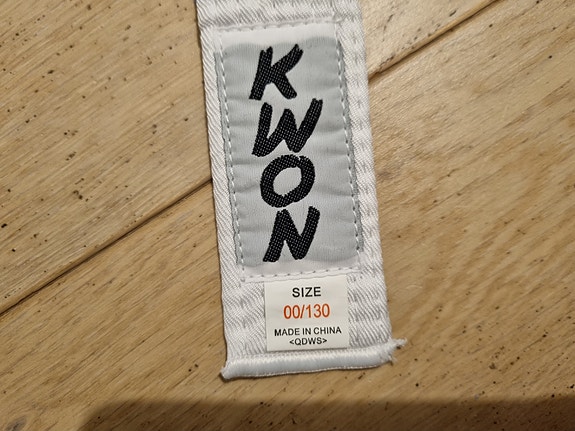 KWON
SIZE
00/130
MADE IN CHINA
<QDWS>